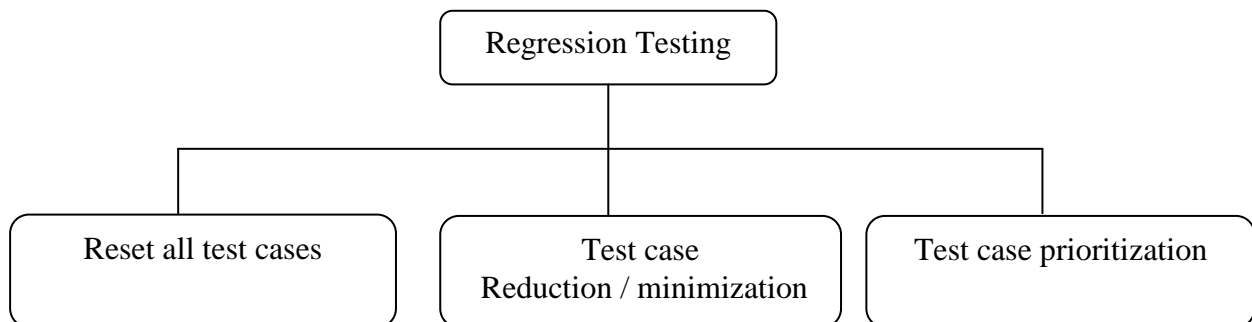 Regression Testing
Reset all test cases
Test case
Reduction / minimization
Test case prioritization